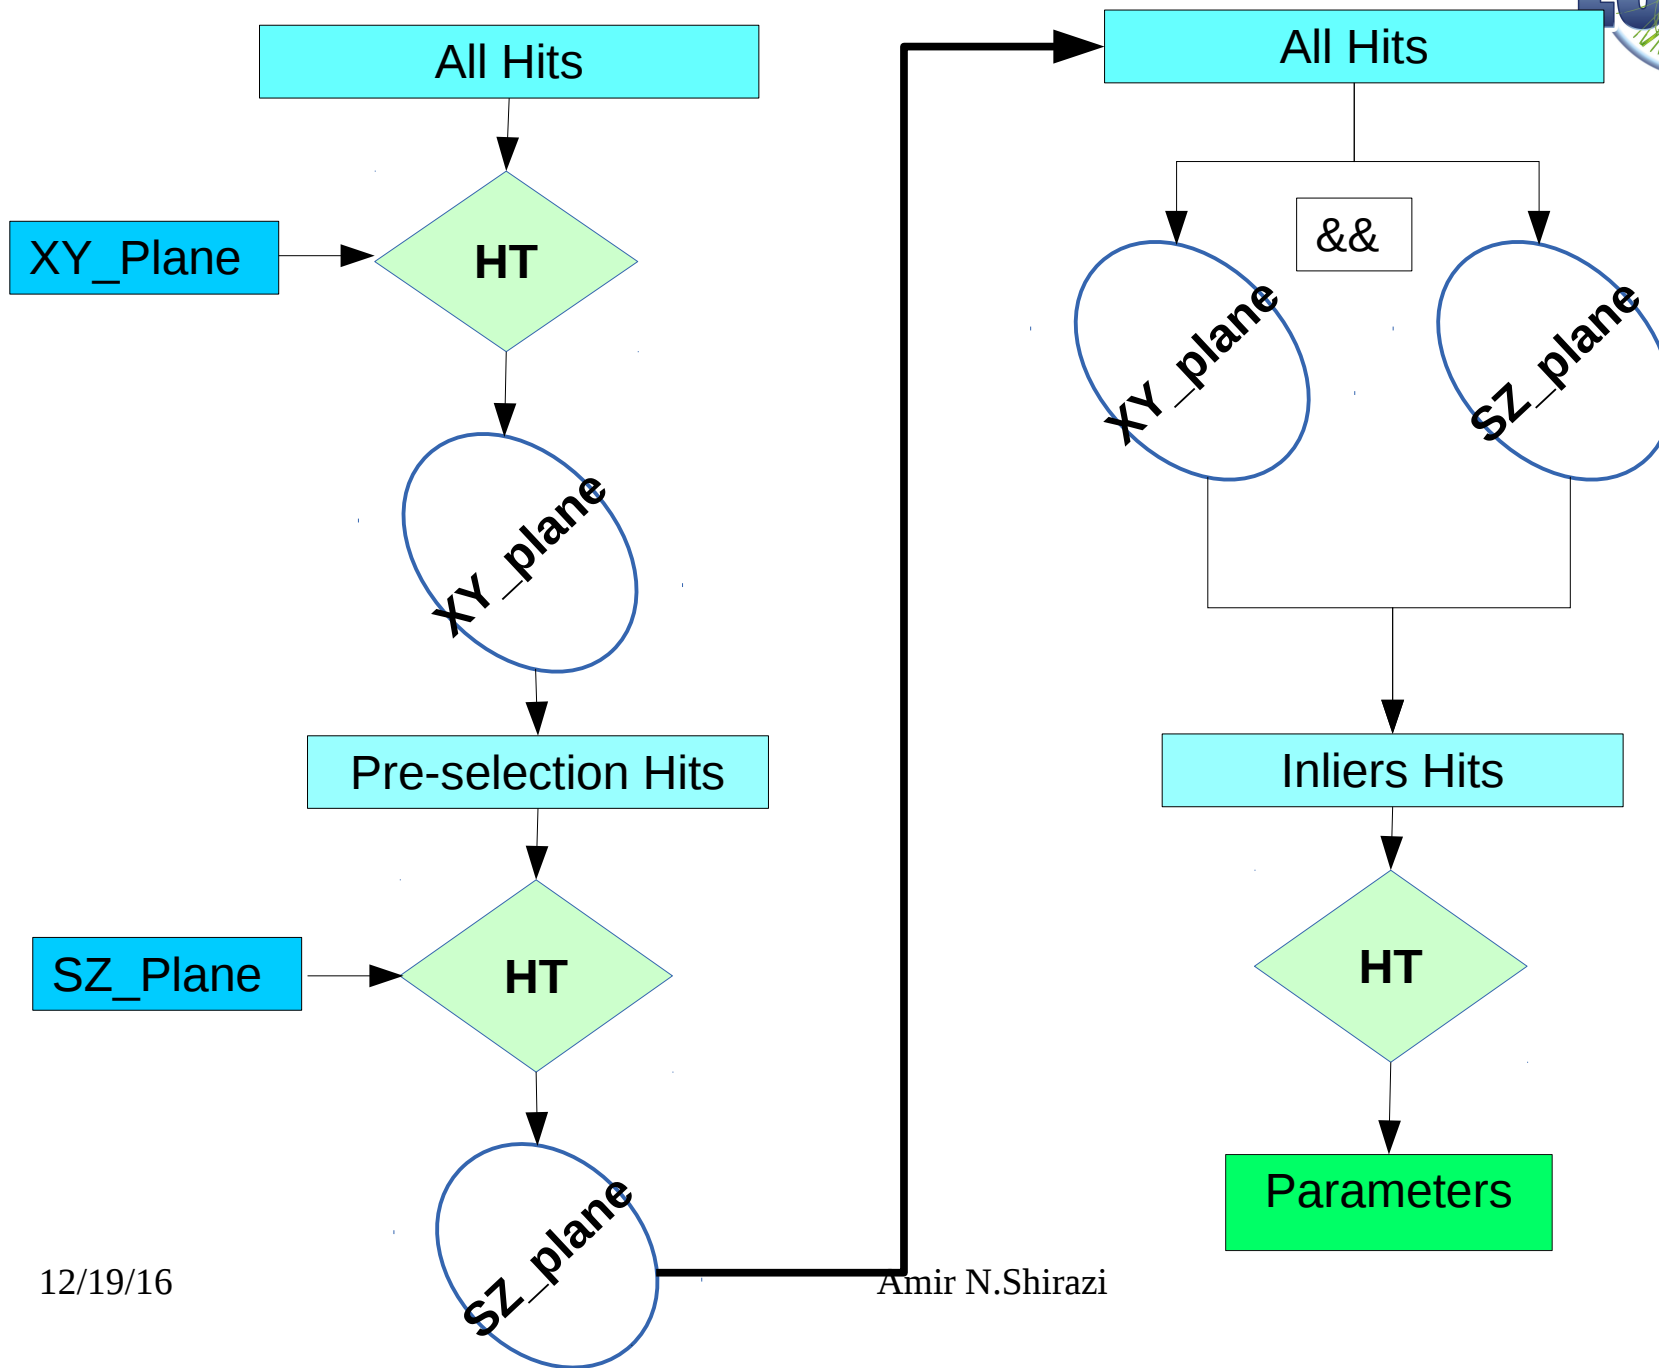 All Hits
XY_Plane
HT
XY_plane
Pre-selection Hits
SZ_Plane
HT
SZ_plane
All Hits
&&
XY_plane
SZ_plane
Inliers Hits
HT
Parameters
12/19/16
Amir N.Shirazi